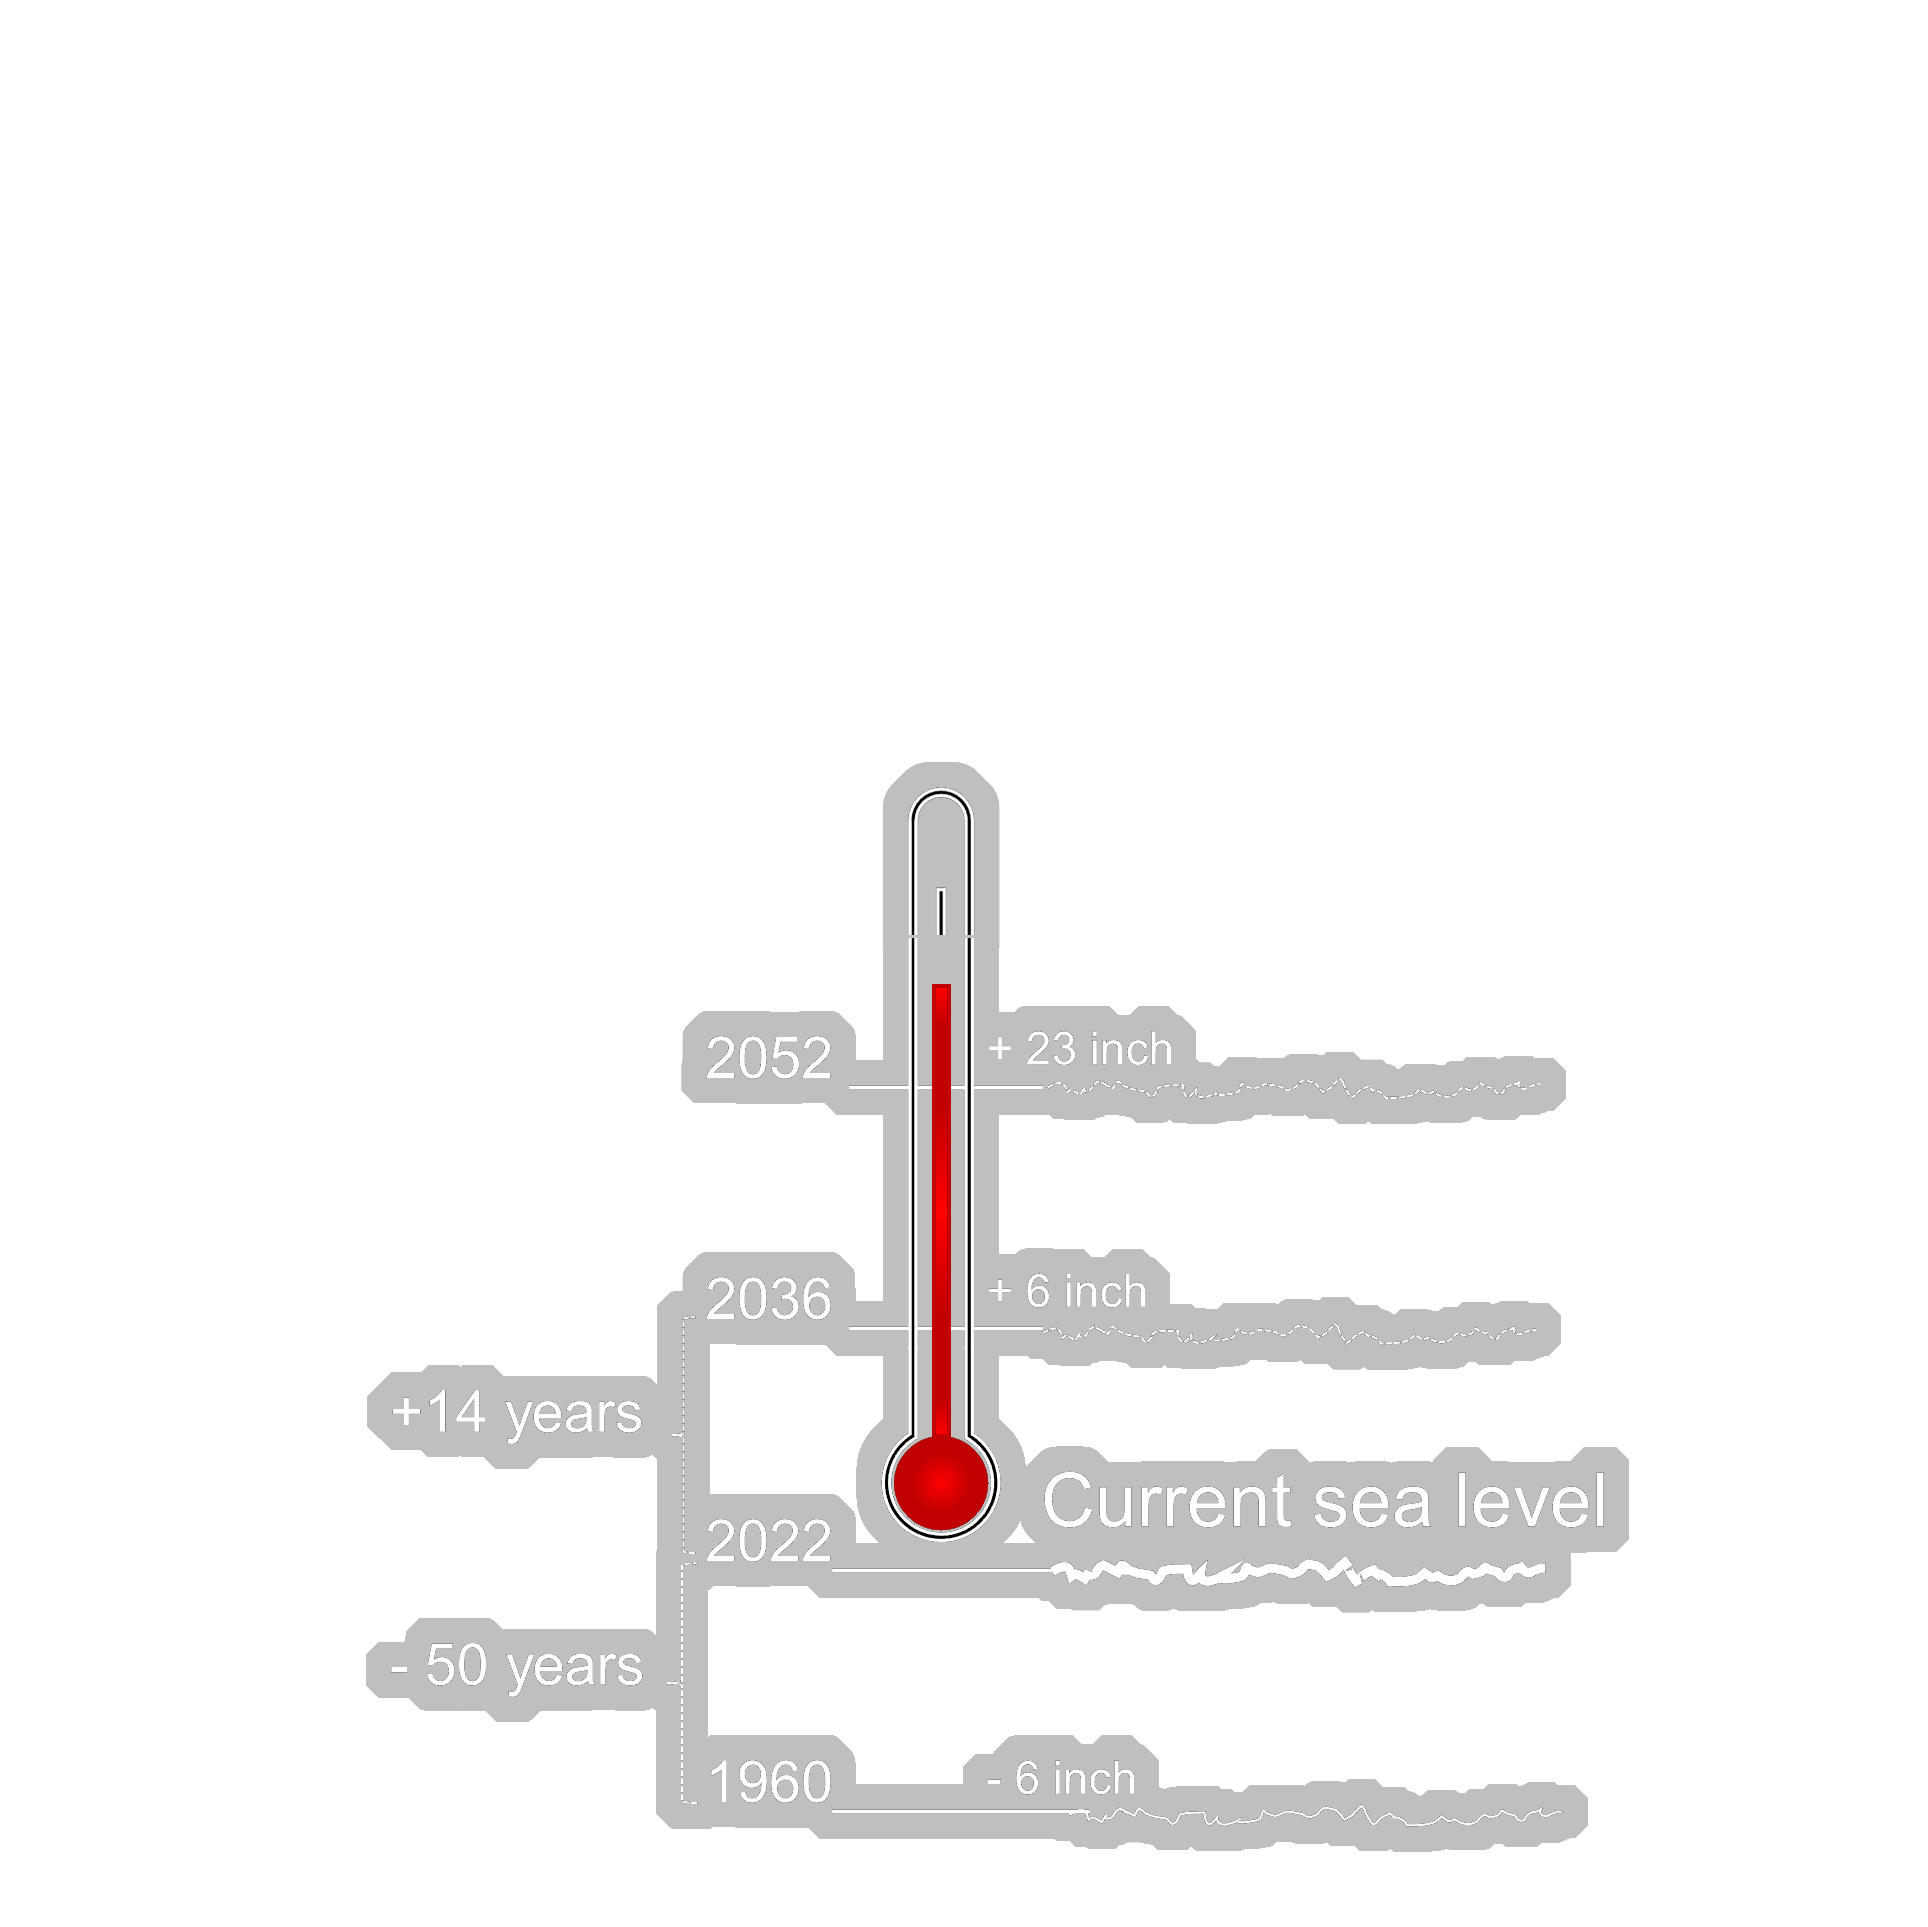 2052
+ 23 inch
2036
+ 6 inch
+14 years
Current sea level
2022
- 50 years
1960
- 6 inch